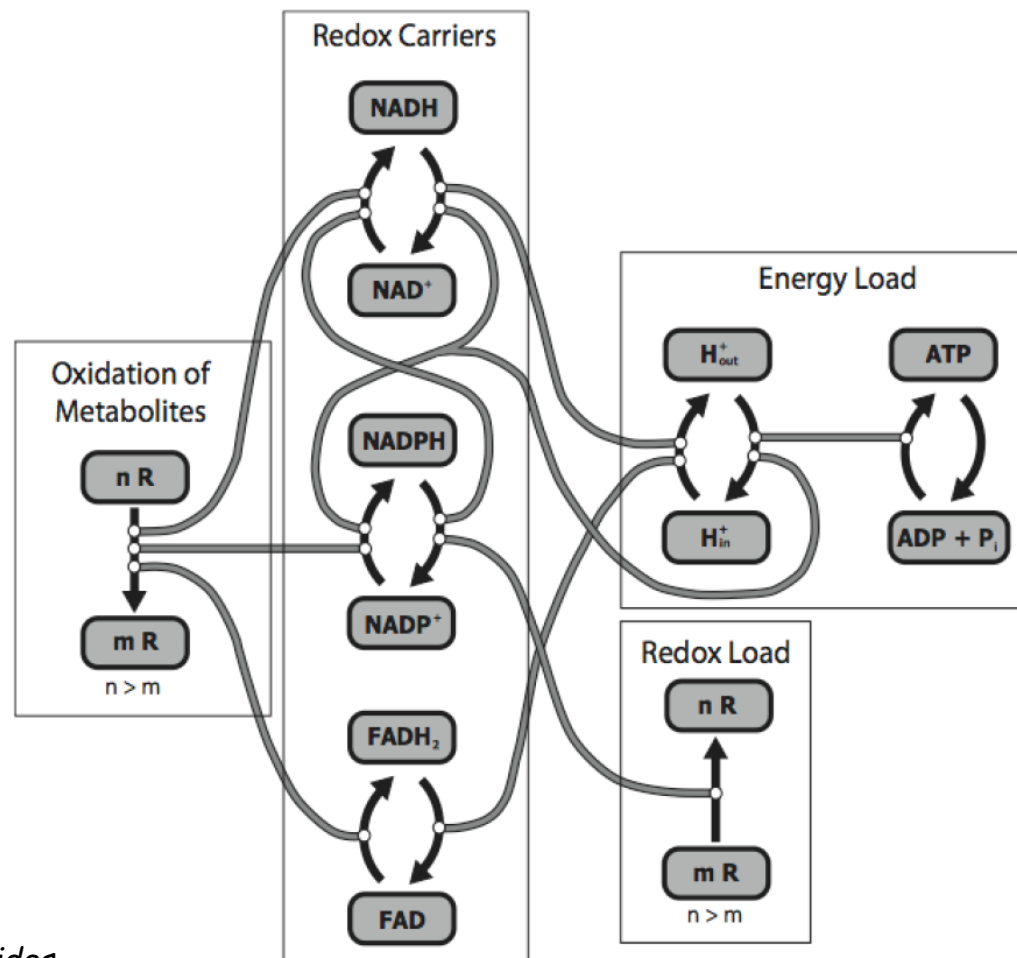 Redox Carriers
NADH
NAD⁺
NADPH
NADP⁺
FADH₂
FAD
Oxidation of
Metabolites
n R
m R
n > m
Energy Load
H⁺out
ATP
H⁺in
ADP + Pᵢ
Redox Load
n R
m R
n > m